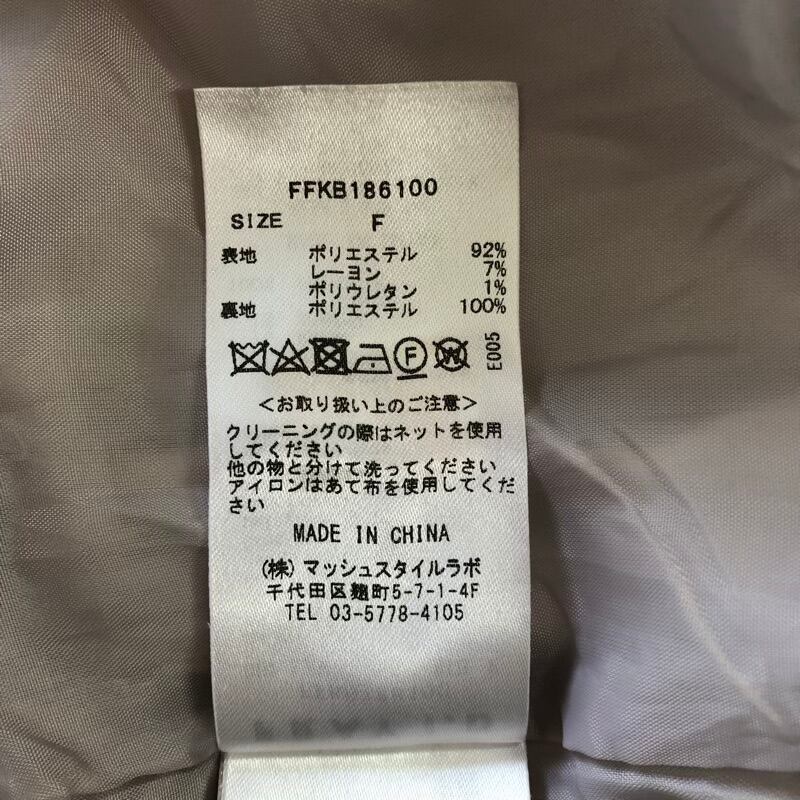 FFKB186100
SIZE F
表地 ポリエステル 92%
レーヨン 7%
ポリウレタン 1%
裏地 ポリエステル 100%
F W E005
<お取り扱い上のご注意>
クリーニングの際はネットを使用
してください
他の物と分けて洗ってください
アイロンはあて布を使用してくだ
さい
MADE IN CHINA
(株)マッシュスタイルラボ
千代田区麹町5-7-1-4F
TEL 03-5778-4105